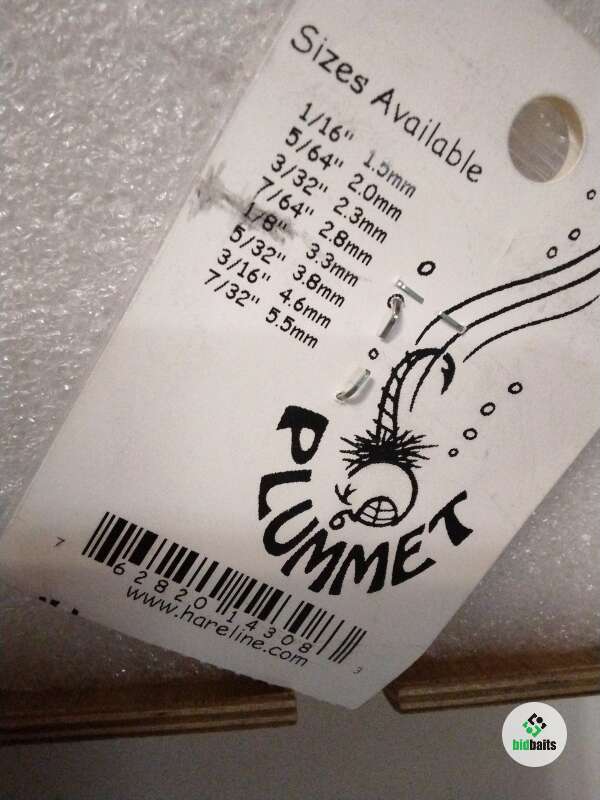 Sizes Available
1/16" 1.5mm
5/64" 2.0mm
3/32" 2.3mm
7/64" 2.8mm
1/8" 3.3mm
5/32" 3.8mm
3/16" 4.6mm
7/32" 5.5mm
PLUMMET
7 62820 14308 3
www.hareline.com
bidbaits